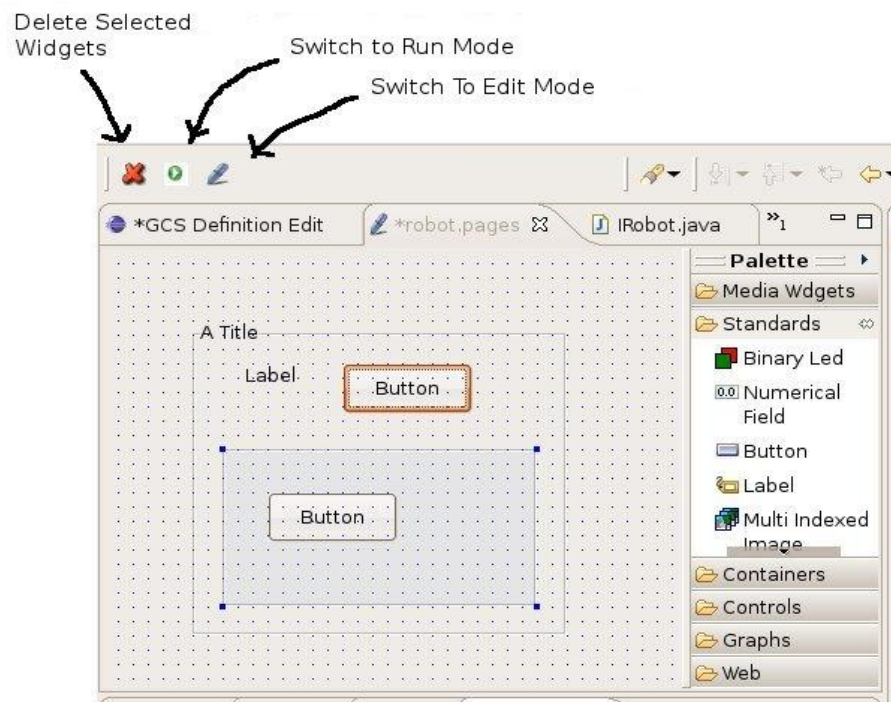 Delete Selected
Widgets
Switch to Run Mode
Switch To Edit Mode
*GCS Definition Edit
*robot.pages
IRobot.java
»1
Palette
Media Wdgets
Standards
A Title
Binary Led
Label
Button
0.0 Numerical
Field
Button
Label
Button
Multi Indexed
Image
Containers
Controls
Graphs
Web